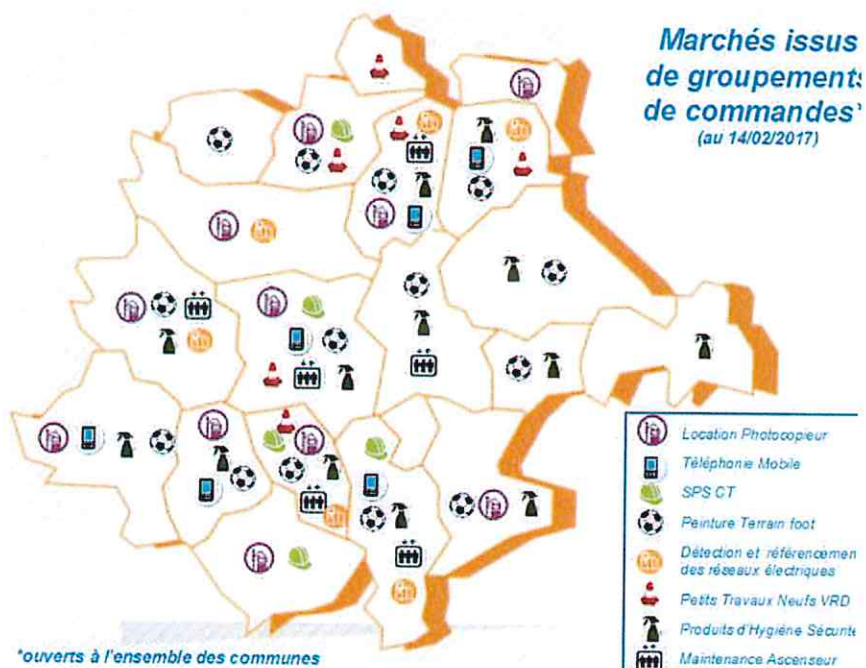 Marchés issus
de groupements
de commandes*
(au 14/02/2017)
Location Photocopieur
Téléphonie Mobile
SPS CT
Peinture Terrain foot
Détection et référencemen
des réseaux électriques
Petits Travaux Neufs VRD
Produits d'Hygiène Sécurité
Maintenance Ascenseur
*ouverts à l'ensemble des communes